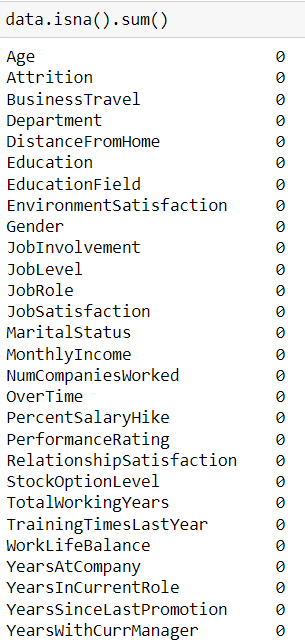 data.isna().sum()
Age 0
Attrition 0
BusinessTravel 0
Department 0
DistanceFromHome 0
Education 0
EducationField 0
EnvironmentSatisfaction 0
Gender 0
JobInvolvement 0
JobLevel 0
JobRole 0
JobSatisfaction 0
MaritalStatus 0
MonthlyIncome 0
NumCompaniesWorked 0
OverTime 0
PercentSalaryHike 0
PerformanceRating 0
RelationshipSatisfaction 0
StockOptionLevel 0
TotalWorkingYears 0
TrainingTimesLastYear 0
WorkLifeBalance 0
YearsAtCompany 0
YearsInCurrentRole 0
YearsSinceLastPromotion 0
YearsWithCurrManager 0